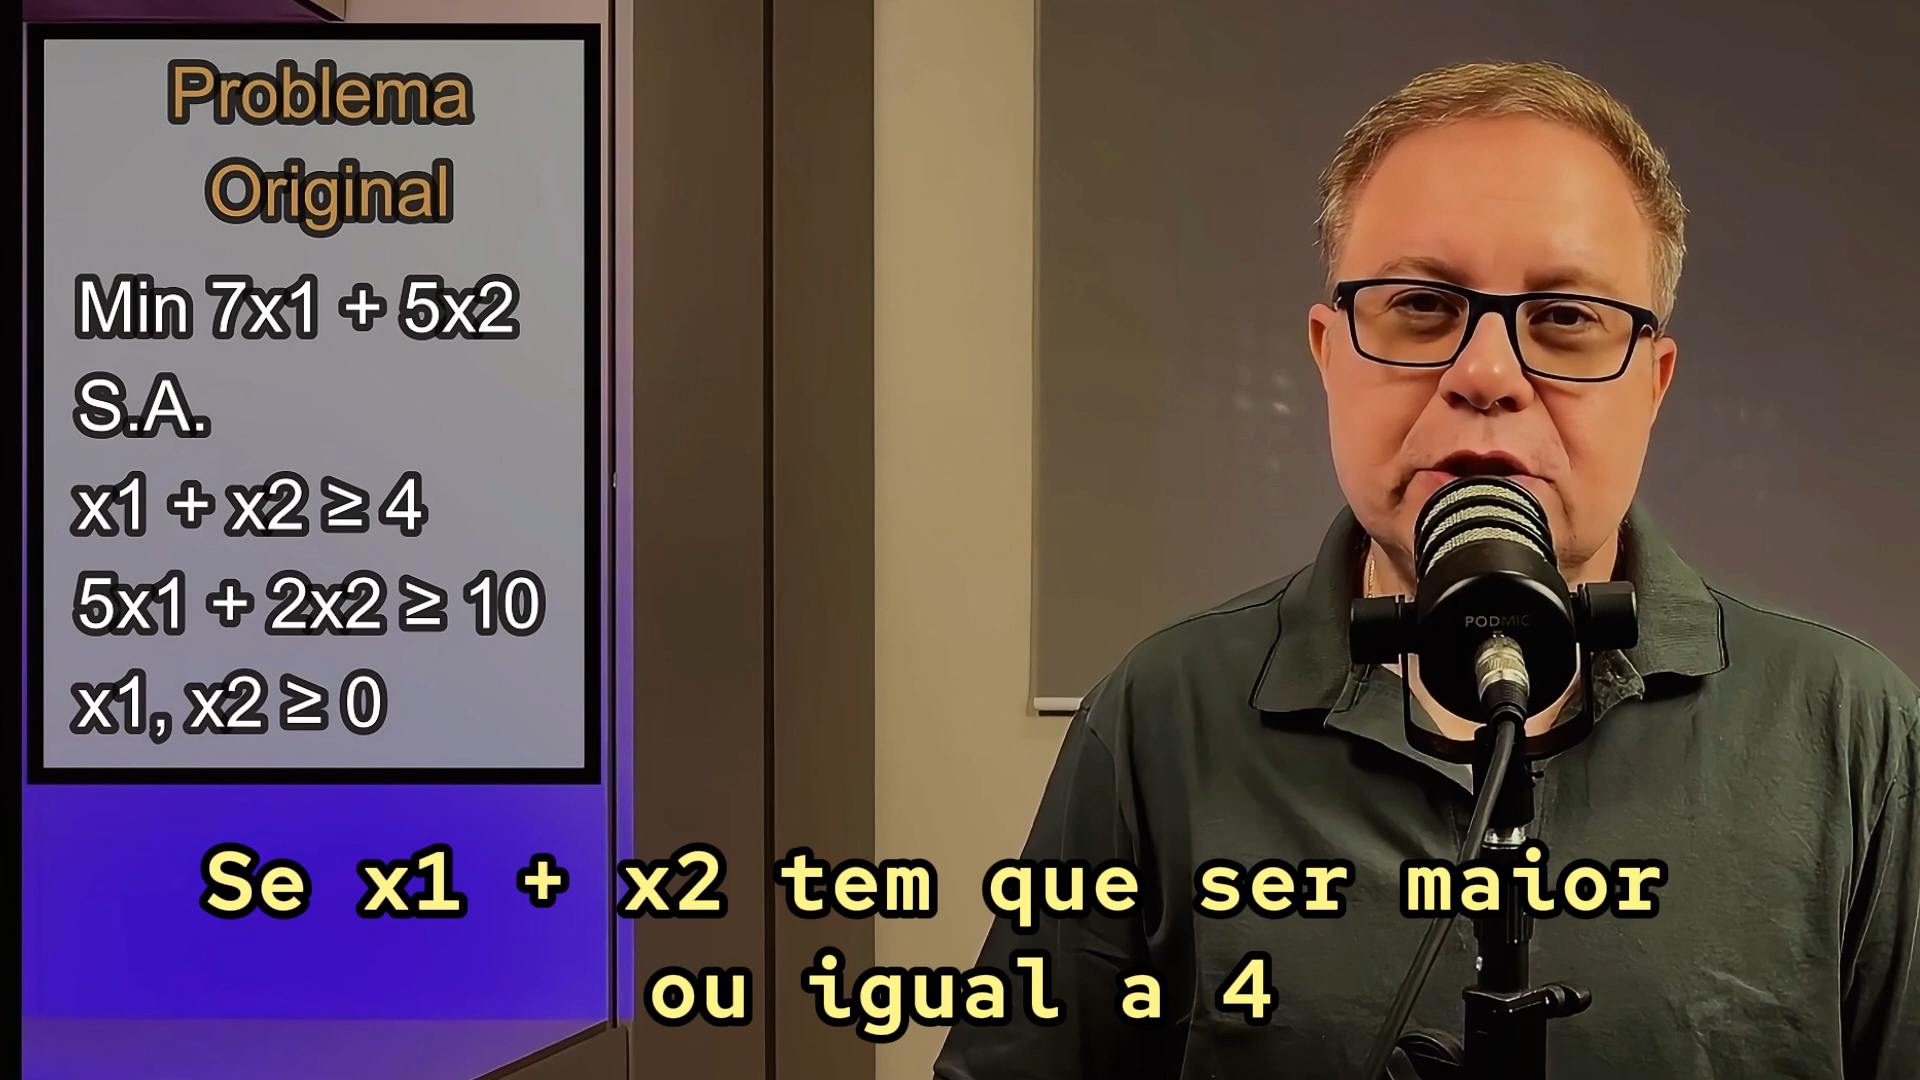 Problema
Original
Min 7x1 + 5x2
S.A.
x1 + x2 ≥ 4
5x1 + 2x2 ≥ 10
x1, x2 ≥ 0
PODMIC
Se x1 + x2 tem que ser maior
ou igual a 4